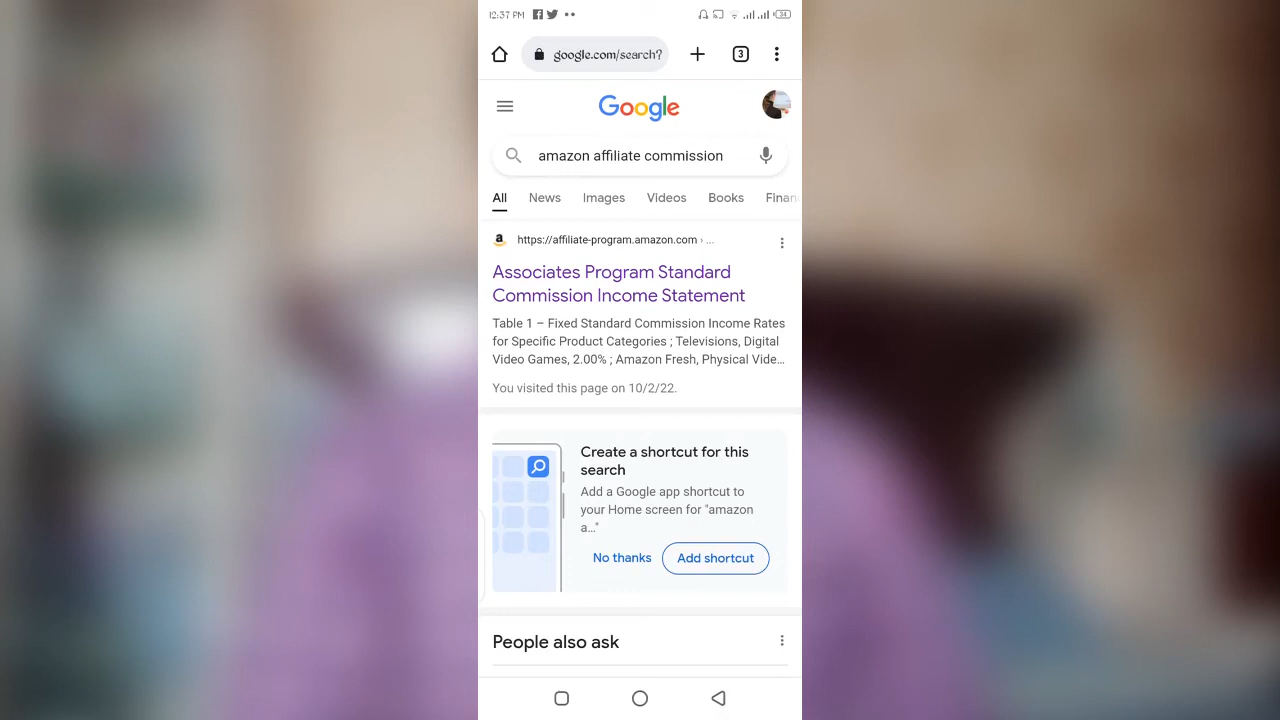 12:37 PM
34
google.com/search?
3
Google
amazon affiliate commission
All News Images Videos Books Finan
https://affiliate-program.amazon.com › ...
Associates Program Standard
Commission Income Statement
Table 1 – Fixed Standard Commission Income Rates
for Specific Product Categories ; Televisions, Digital
Video Games, 2.00% ; Amazon Fresh, Physical Vide...
You visited this page on 10/2/22.
Create a shortcut for this
search
Add a Google app shortcut to
your Home screen for "amazon
a..."
No thanks Add shortcut
People also ask